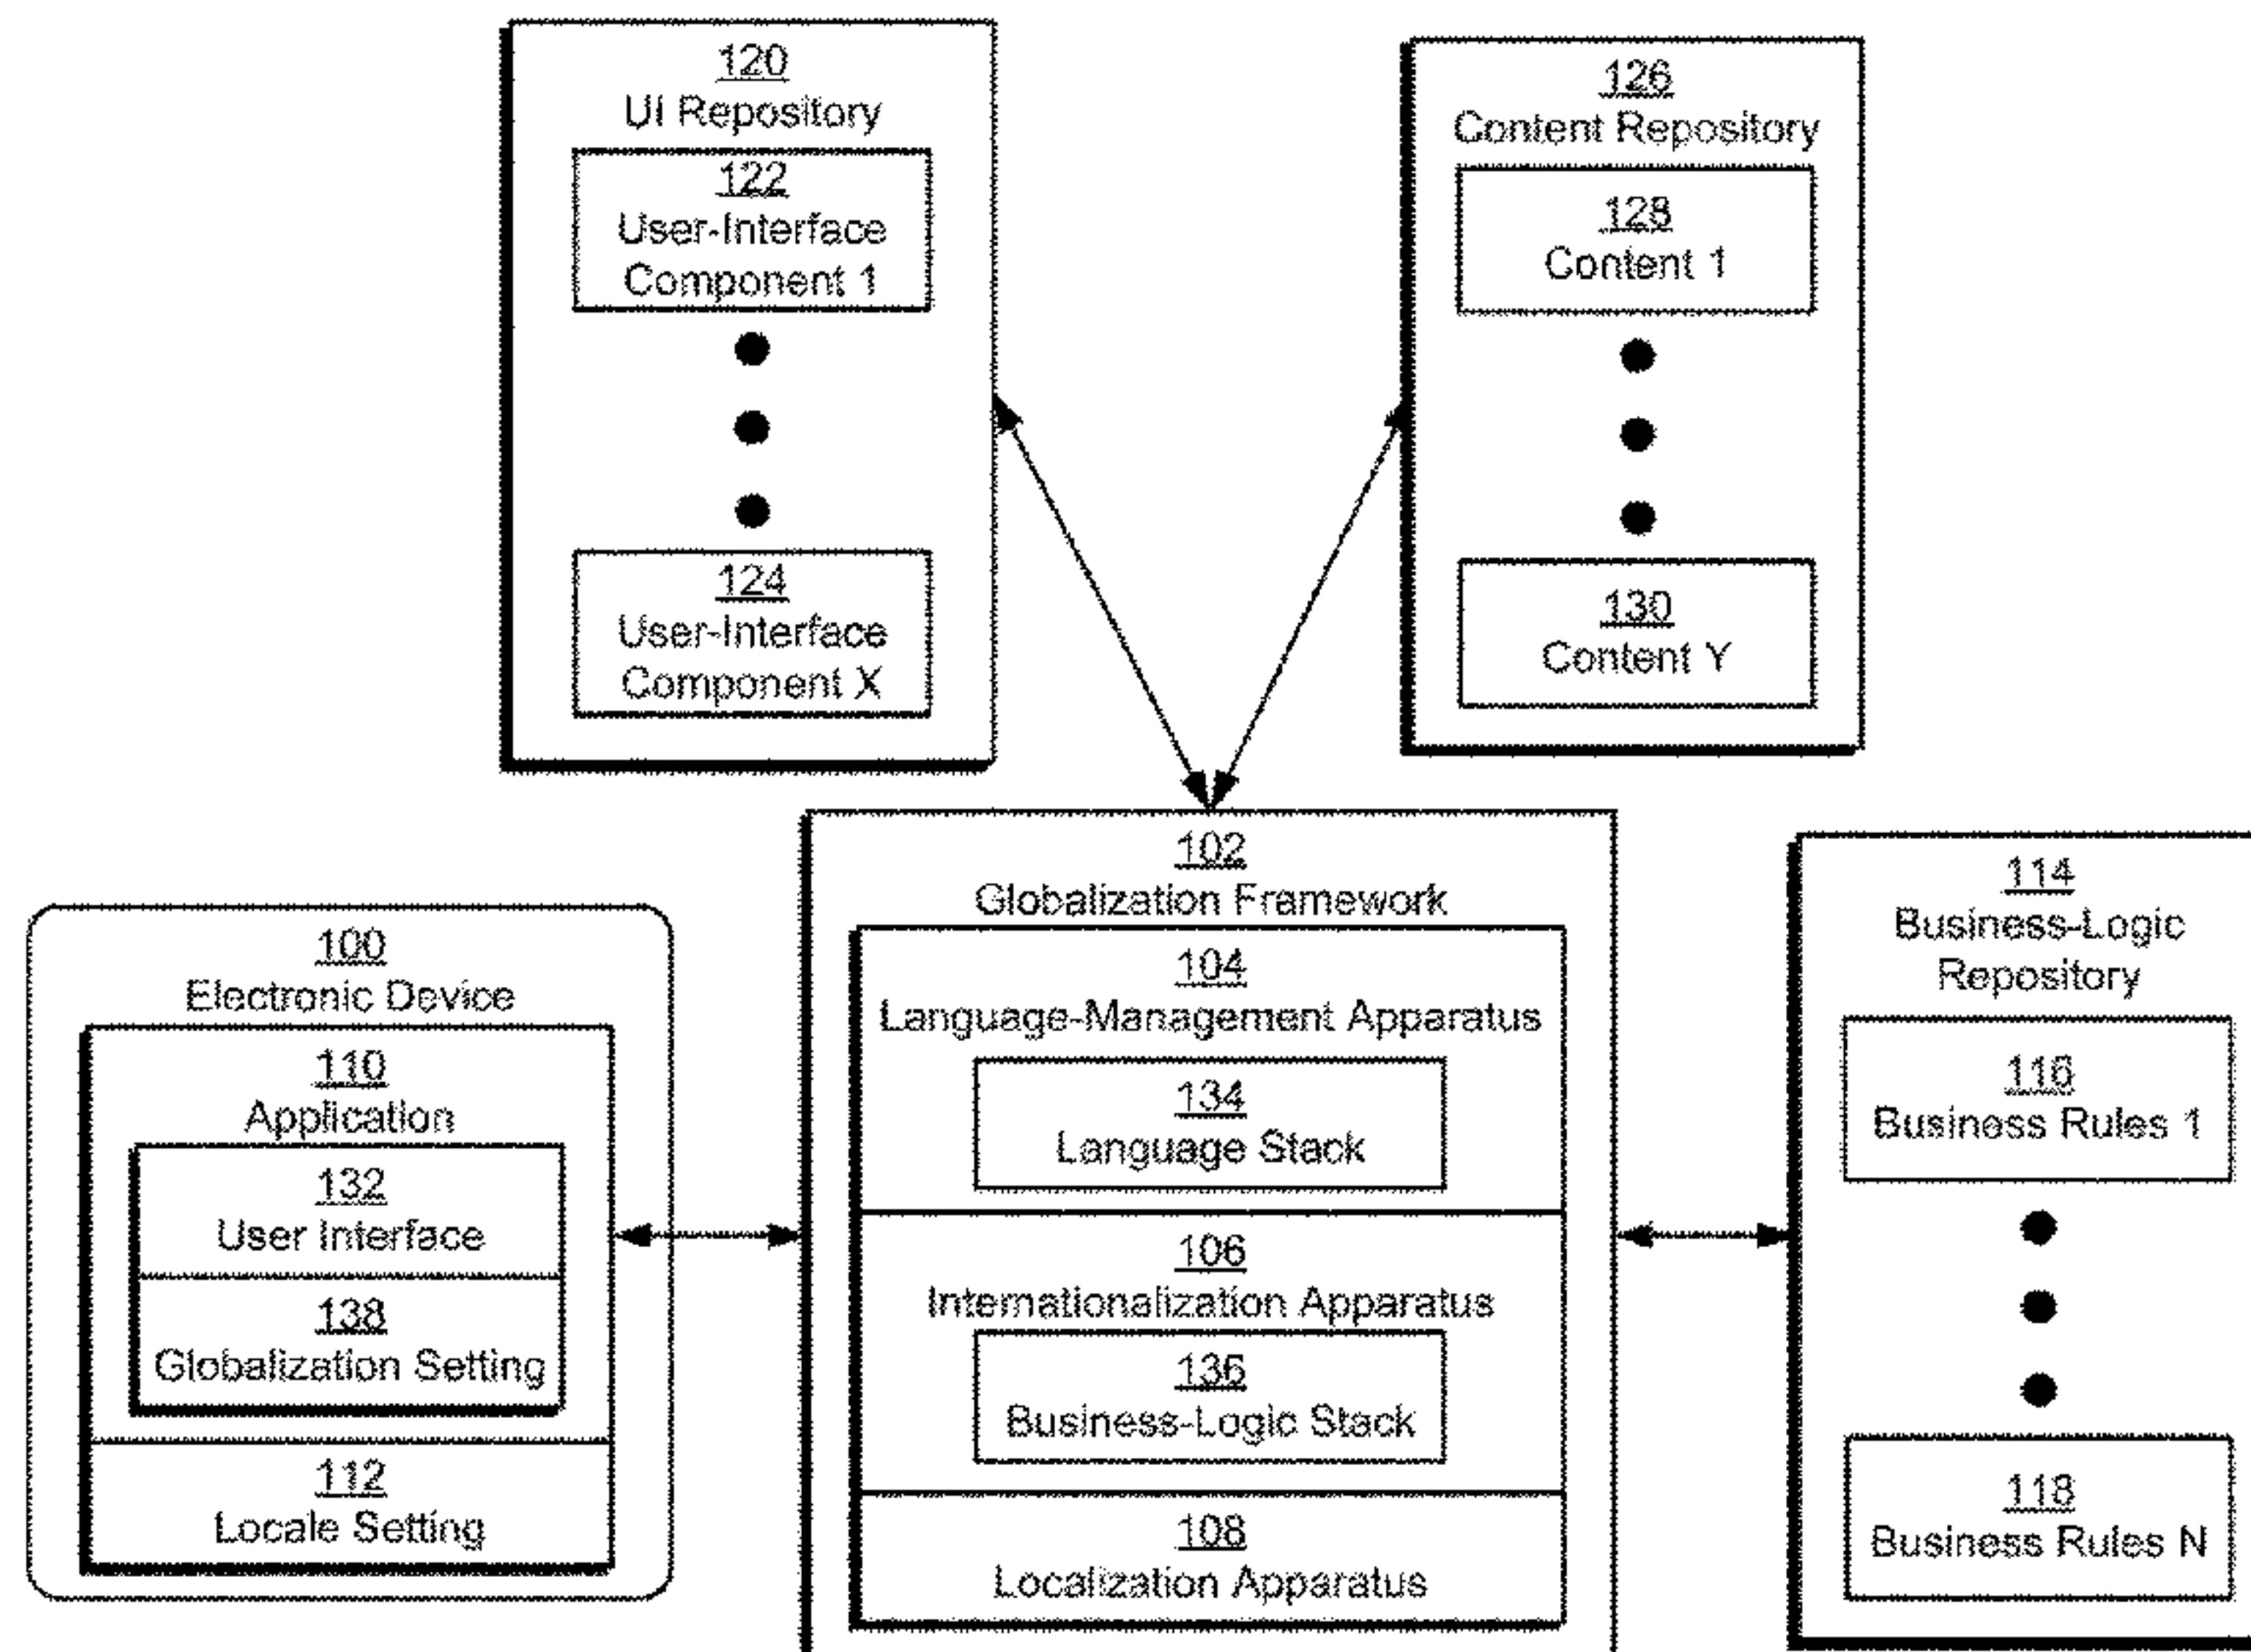 120
UI Repository
122
User-Interface
Component 1
124
User-Interface
Component X
126
Content Repository
128
Content 1
130
Content Y
100
Electronic Device
110
Application
132
User Interface
138
Globalization Setting
112
Locale Setting
102
Globalization Framework
104
Language-Management Apparatus
134
Language Stack
106
Internationalization Apparatus
136
Business-Logic Stack
108
Localization Apparatus
114
Business-Logic
Repository
116
Business Rules 1
118
Business Rules N